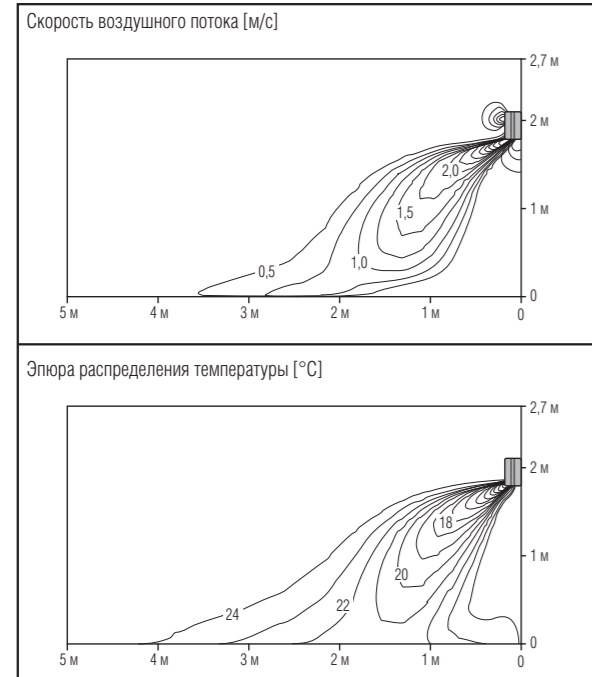 Скорость воздушного потока [м/с]
2,7 м
2 м
2,0
1,5
1 м
1,0
0,5
0
5 м 4 м 3 м 2 м 1 м 0
Эпюра распределения температуры [°C]
2,7 м
2 м
18
1 м
20
22
24
0
5 м 4 м 3 м 2 м 1 м 0